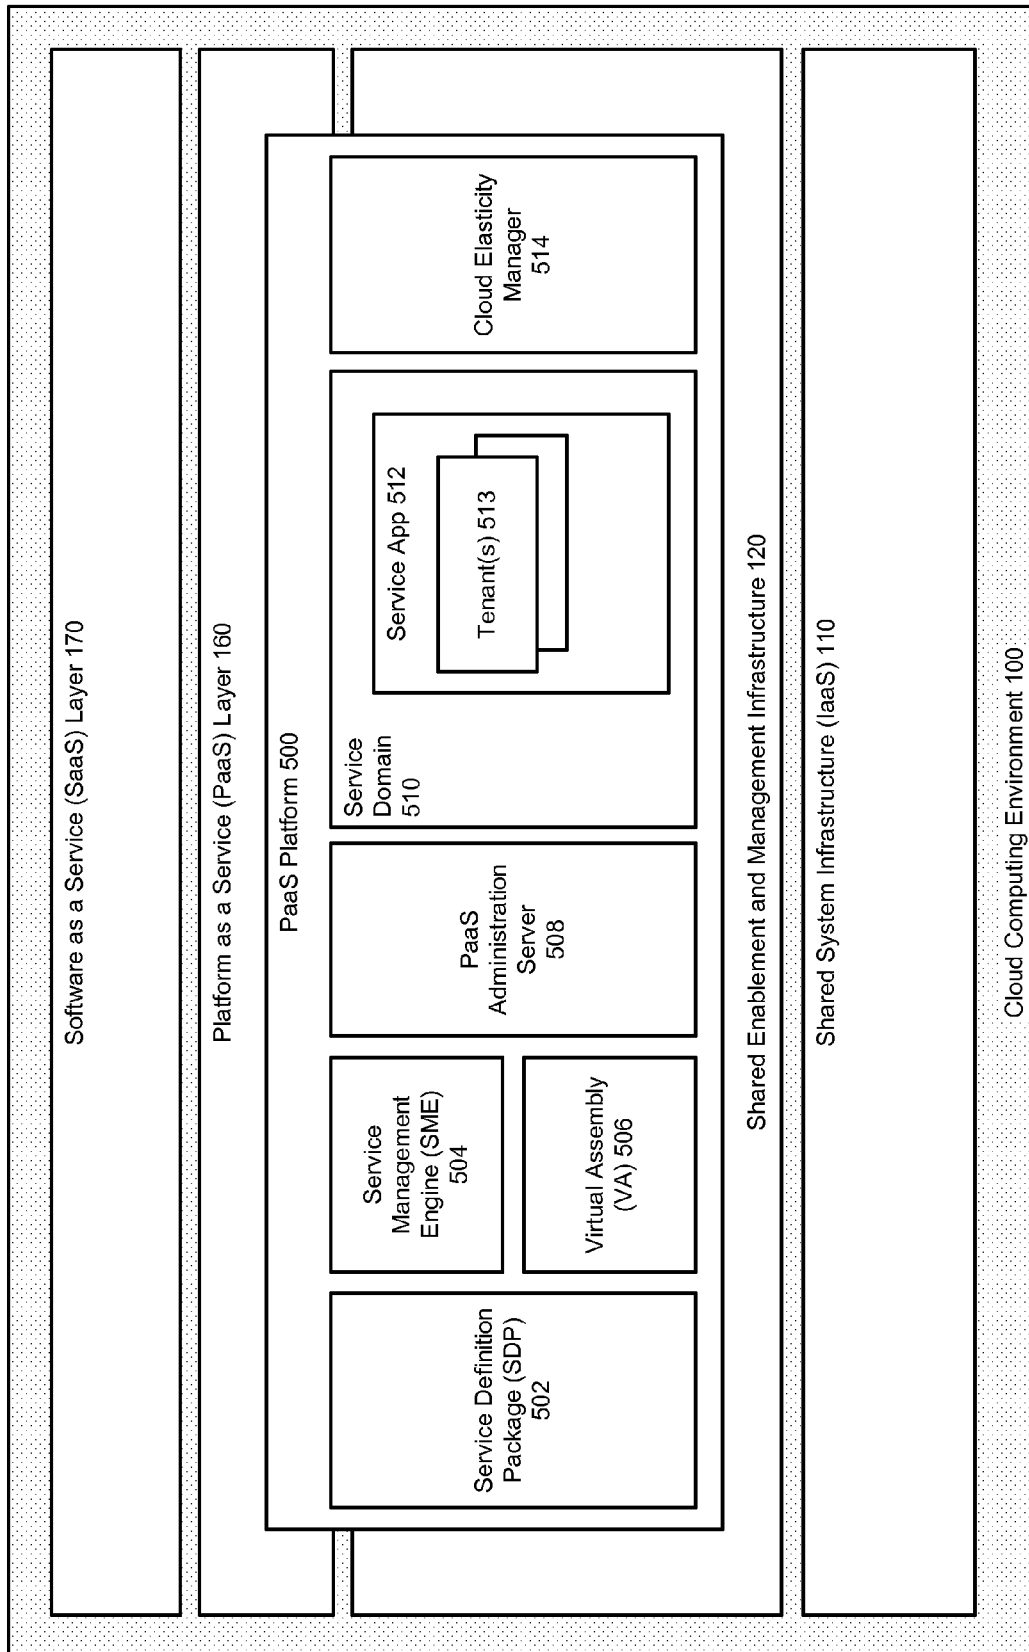 Software as a Service (SaaS) Layer 170
Platform as a Service (PaaS) Layer 160
PaaS Platform 500
Service Definition
Package (SDP)
502
Service
Management
Engine (SME)
504
Virtual Assembly
(VA) 506
PaaS
Administration
Server
508
Service
Domain
510
Service App 512
Tenant(s) 513
Cloud Elasticity
Manager
514
Shared Enablement and Management Infrastructure 120
Shared System Infrastructure (IaaS) 110
Cloud Computing Environment 100